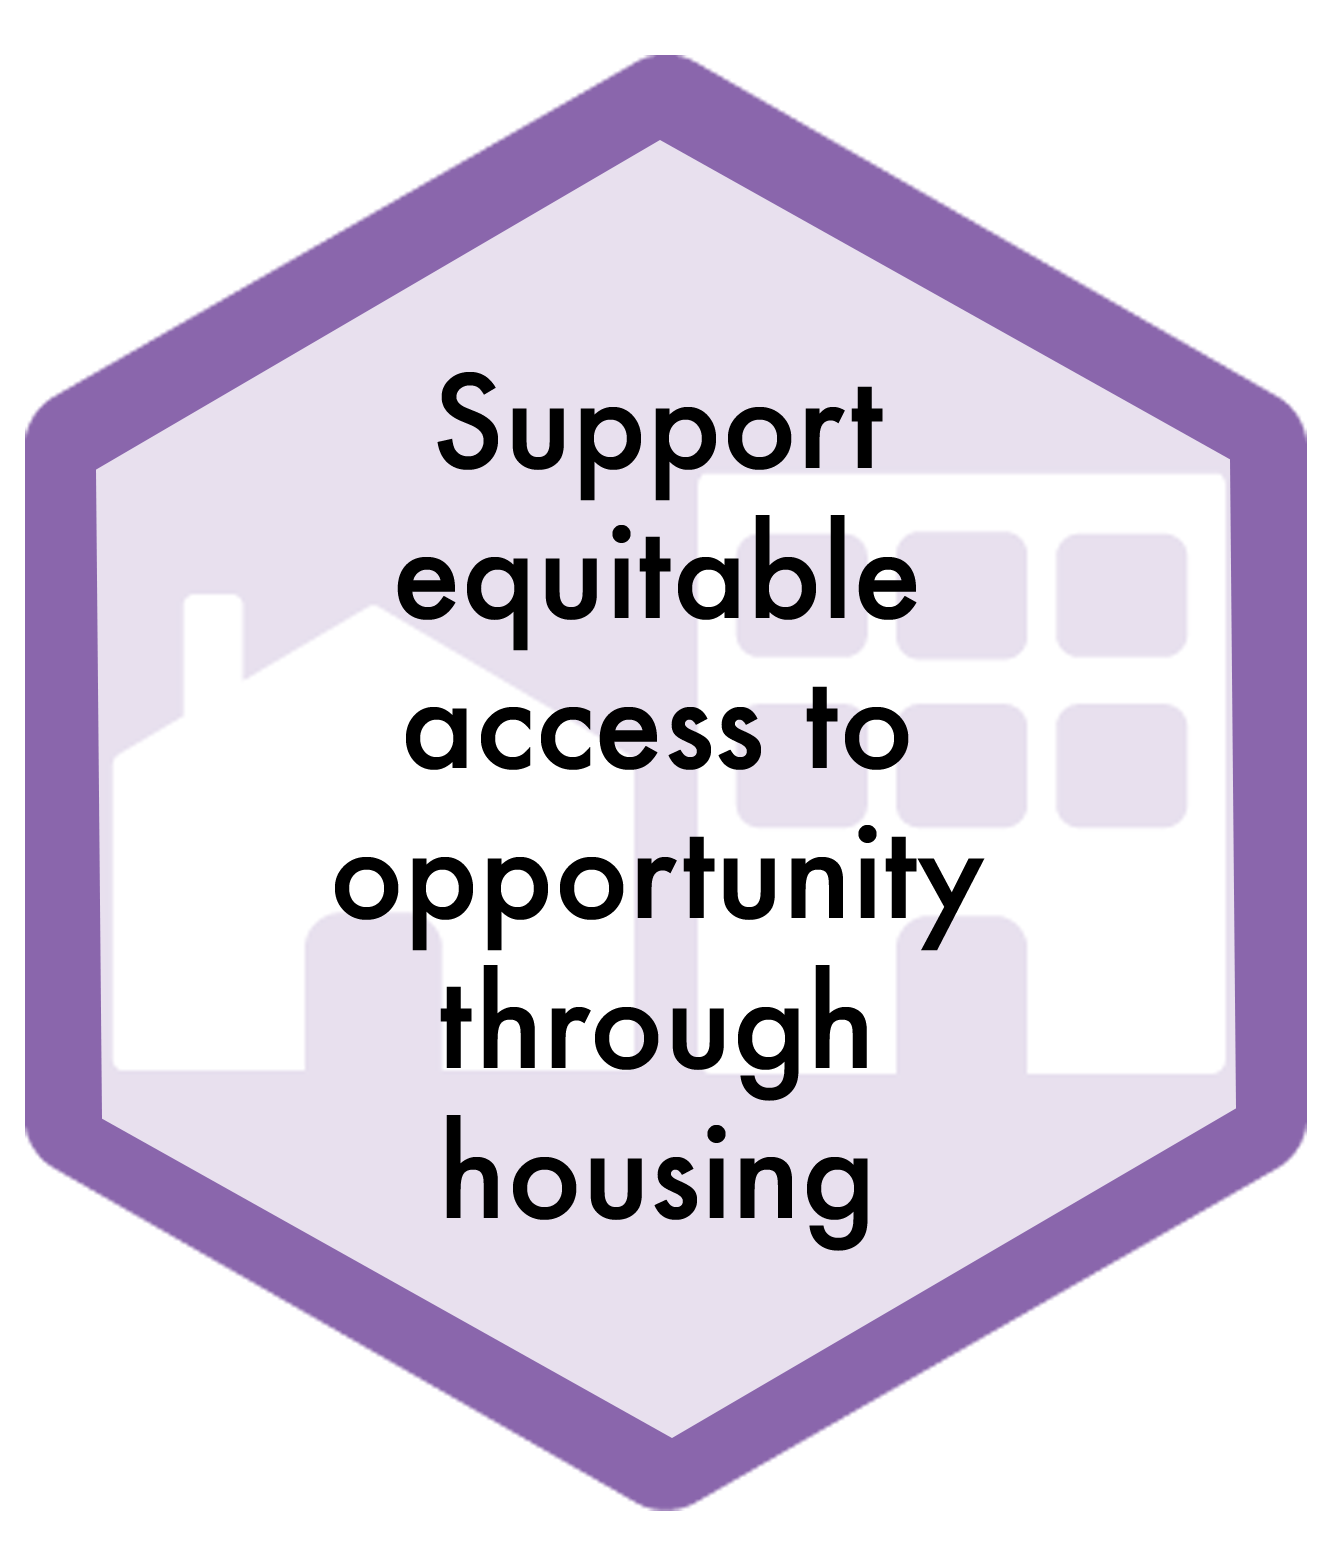 Support
equitable
access to
opportunity
through
housing